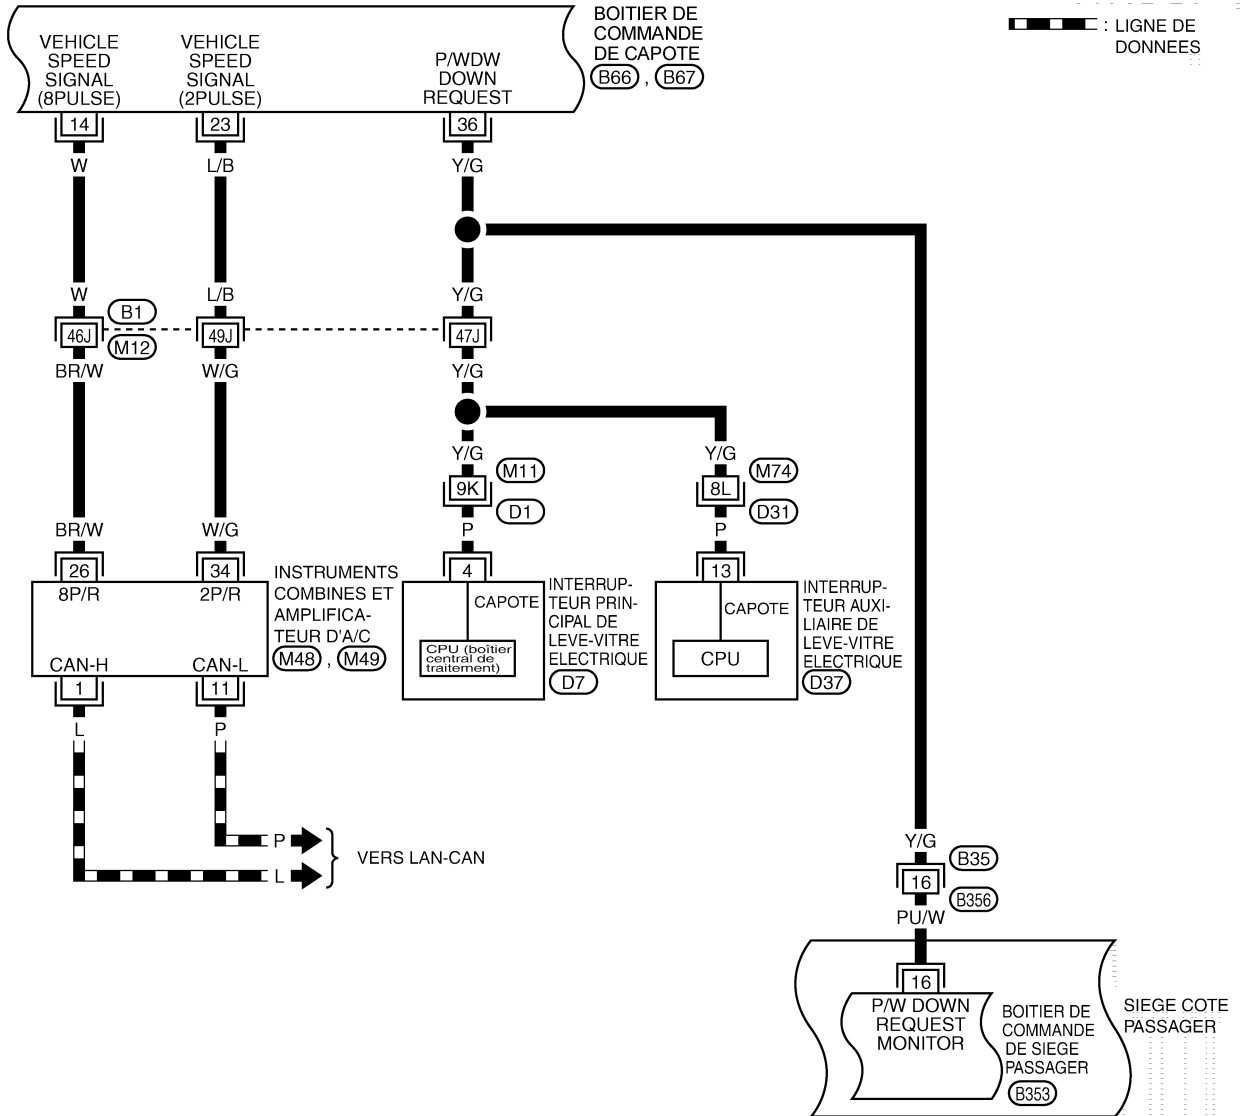 BOITIER DE
COMMANDE
DE CAPOTE
B66 , B67
: LIGNE DE
DONNEES
VEHICLE
SPEED
SIGNAL
(8PULSE)
VEHICLE
SPEED
SIGNAL
(2PULSE)
P/WDW
DOWN
REQUEST
14
23
36
W
L/B
Y/G
W
L/B
Y/G
B1
46J
49J
47J
M12
BR/W
W/G
Y/G
Y/G
Y/G
M11
M74
9K
8L
D1
D31
BR/W
W/G
P
P
26
34
4
13
8P/R
2P/R
CAN-H
CAN-L
INSTRUMENTS
COMBINES ET
AMPLIFICA-
TEUR D'A/C
M48 , M49
CAPOTE
CPU (boîtier
central de
traitement)
INTERRUP-
TEUR PRIN-
CIPAL DE
LEVE-VITRE
ELECTRIQUE
D7
CAPOTE
CPU
INTERRUP-
TEUR AUXI-
LIAIRE DE
LEVE-VITRE
ELECTRIQUE
D37
1
11
L
P
P
L
VERS LAN-CAN
Y/G
B35
16
B356
PU/W
16
P/W DOWN
REQUEST
MONITOR
BOITIER DE
COMMANDE
DE SIEGE
PASSAGER
B353
SIEGE COTE
PASSAGER